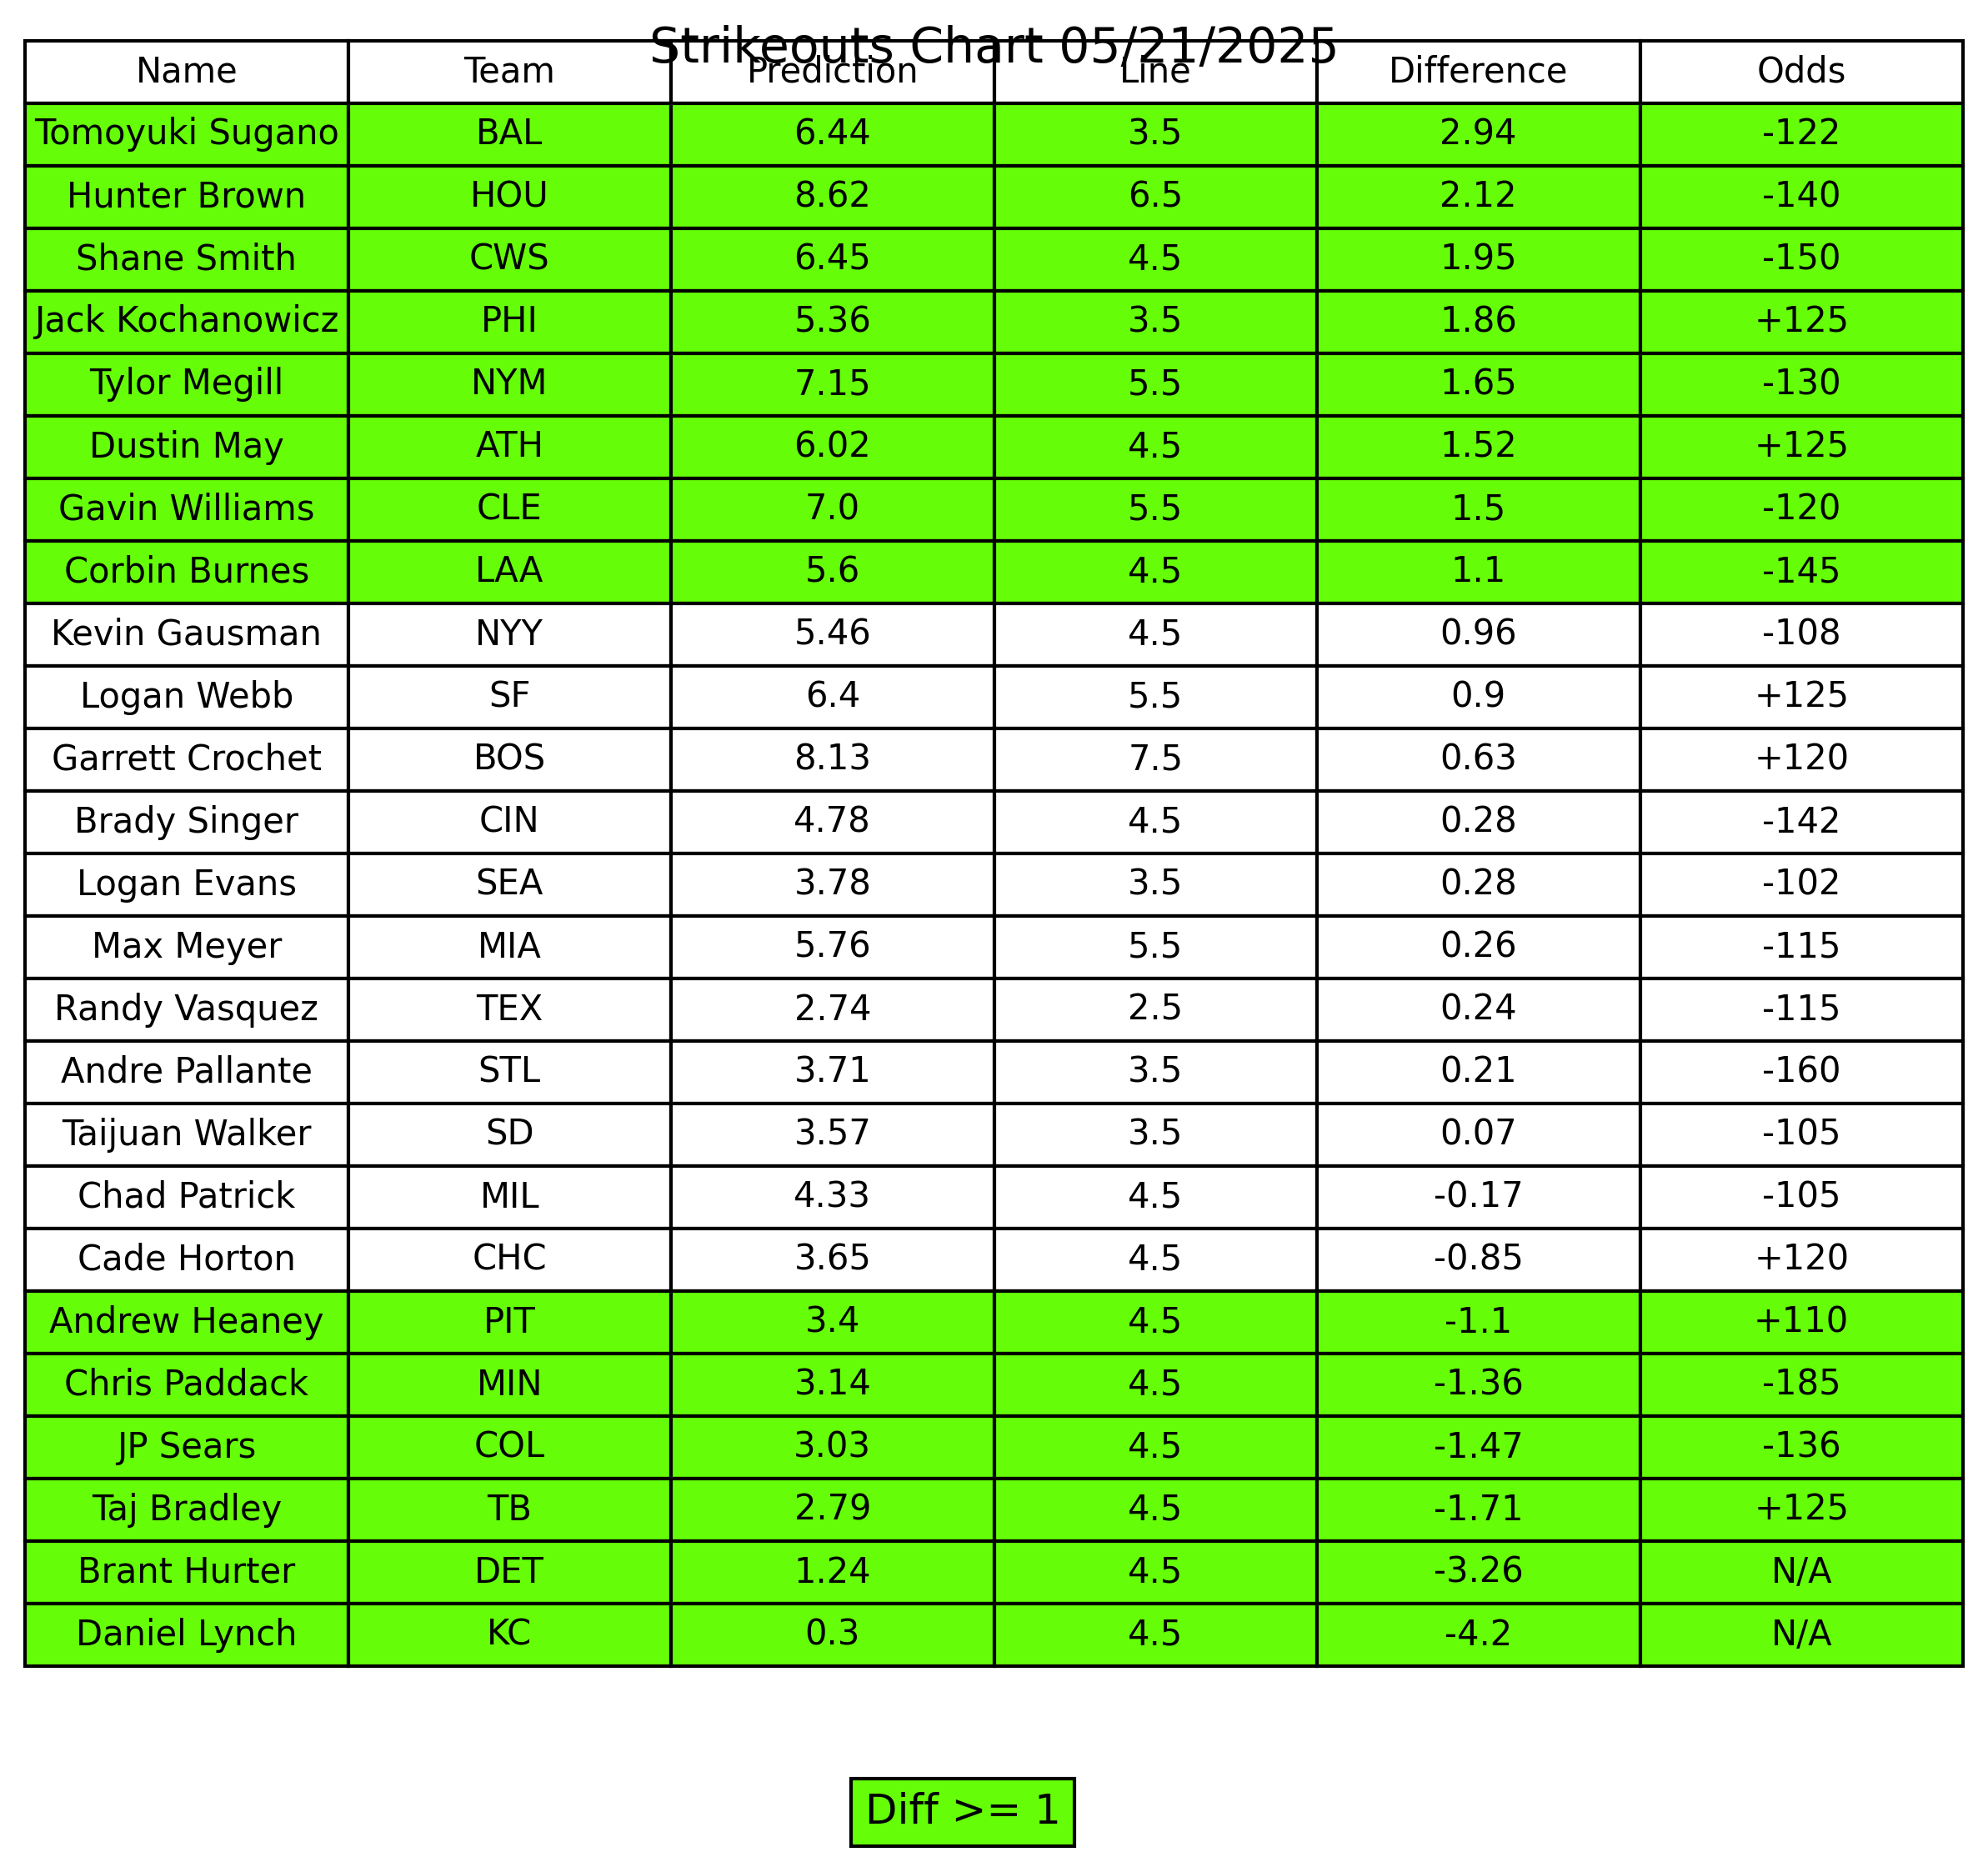 Strikeouts Chart 05/21/2025
Name Team Prediction Line Difference Odds
Tomoyuki Sugano BAL 6.44 3.5 2.94 -122
Hunter Brown HOU 8.62 6.5 2.12 -140
Shane Smith CWS 6.45 4.5 1.95 -150
Jack Kochanowicz PHI 5.36 3.5 1.86 +125
Tylor Megill NYM 7.15 5.5 1.65 -130
Dustin May ATH 6.02 4.5 1.52 +125
Gavin Williams CLE 7.0 5.5 1.5 -120
Corbin Burnes LAA 5.6 4.5 1.1 -145
Kevin Gausman NYY 5.46 4.5 0.96 -108
Logan Webb SF 6.4 5.5 0.9 +125
Garrett Crochet BOS 8.13 7.5 0.63 +120
Brady Singer CIN 4.78 4.5 0.28 -142
Logan Evans SEA 3.78 3.5 0.28 -102
Max Meyer MIA 5.76 5.5 0.26 -115
Randy Vasquez TEX 2.74 2.5 0.24 -115
Andre Pallante STL 3.71 3.5 0.21 -160
Taijuan Walker SD 3.57 3.5 0.07 -105
Chad Patrick MIL 4.33 4.5 -0.17 -105
Cade Horton CHC 3.65 4.5 -0.85 +120
Andrew Heaney PIT 3.4 4.5 -1.1 +110
Chris Paddack MIN 3.14 4.5 -1.36 -185
JP Sears COL 3.03 4.5 -1.47 -136
Taj Bradley TB 2.79 4.5 -1.71 +125
Brant Hurter DET 1.24 4.5 -3.26 N/A
Daniel Lynch KC 0.3 4.5 -4.2 N/A
Diff >= 1